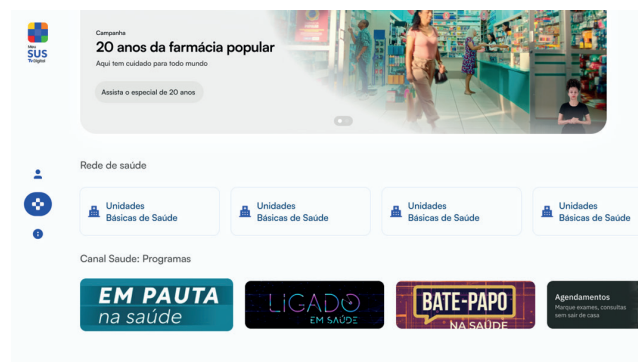 Meu
SUS
Tv Digital
Campanha
20 anos da farmácia popular
Aqui tem cuidado para todo mundo
Assista o especial de 20 anos
Rede de saúde
Unidades
Básicas de Saúde
Unidades
Básicas de Saúde
Unidades
Básicas de Saúde
Unidades
Básicas de Saúde
Canal Saude: Programas
EM PAUTA
na saúde
LIGADO
EM SAÚDE
BATE-PAPO
NA SAÚDE
Agendamentos
Marque exames, consultas
sem sair de casa